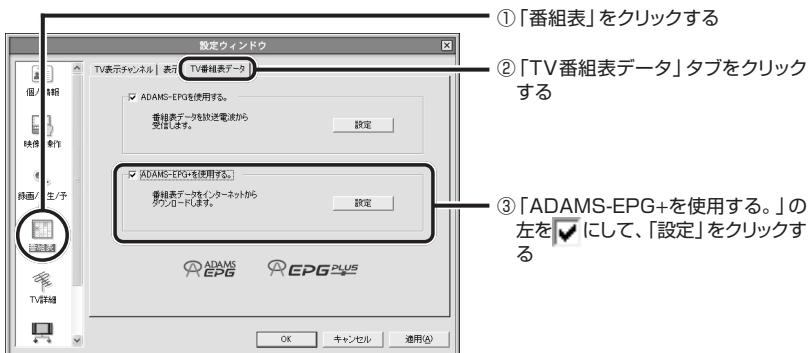 ①「番組表」をクリックする
②「TV番組表データ」タブをクリック
する
③「ADAMS-EPG+を使用する。」の
左を にして、「設定」をクリックす
る
設定ウィンドウ
TV表示チャンネル
表示
TV番組表データ
ADAMS-EPGを使用する。
番組表データを放送電波から
受信します。
設定
ADAMS-EPG+を使用する。
番組表データをインターネットから
ダウンロードします。
設定
ADAMS
EPG
EPG PLUS
番組表
TV詳細
OK
キャンセル
適用(A)